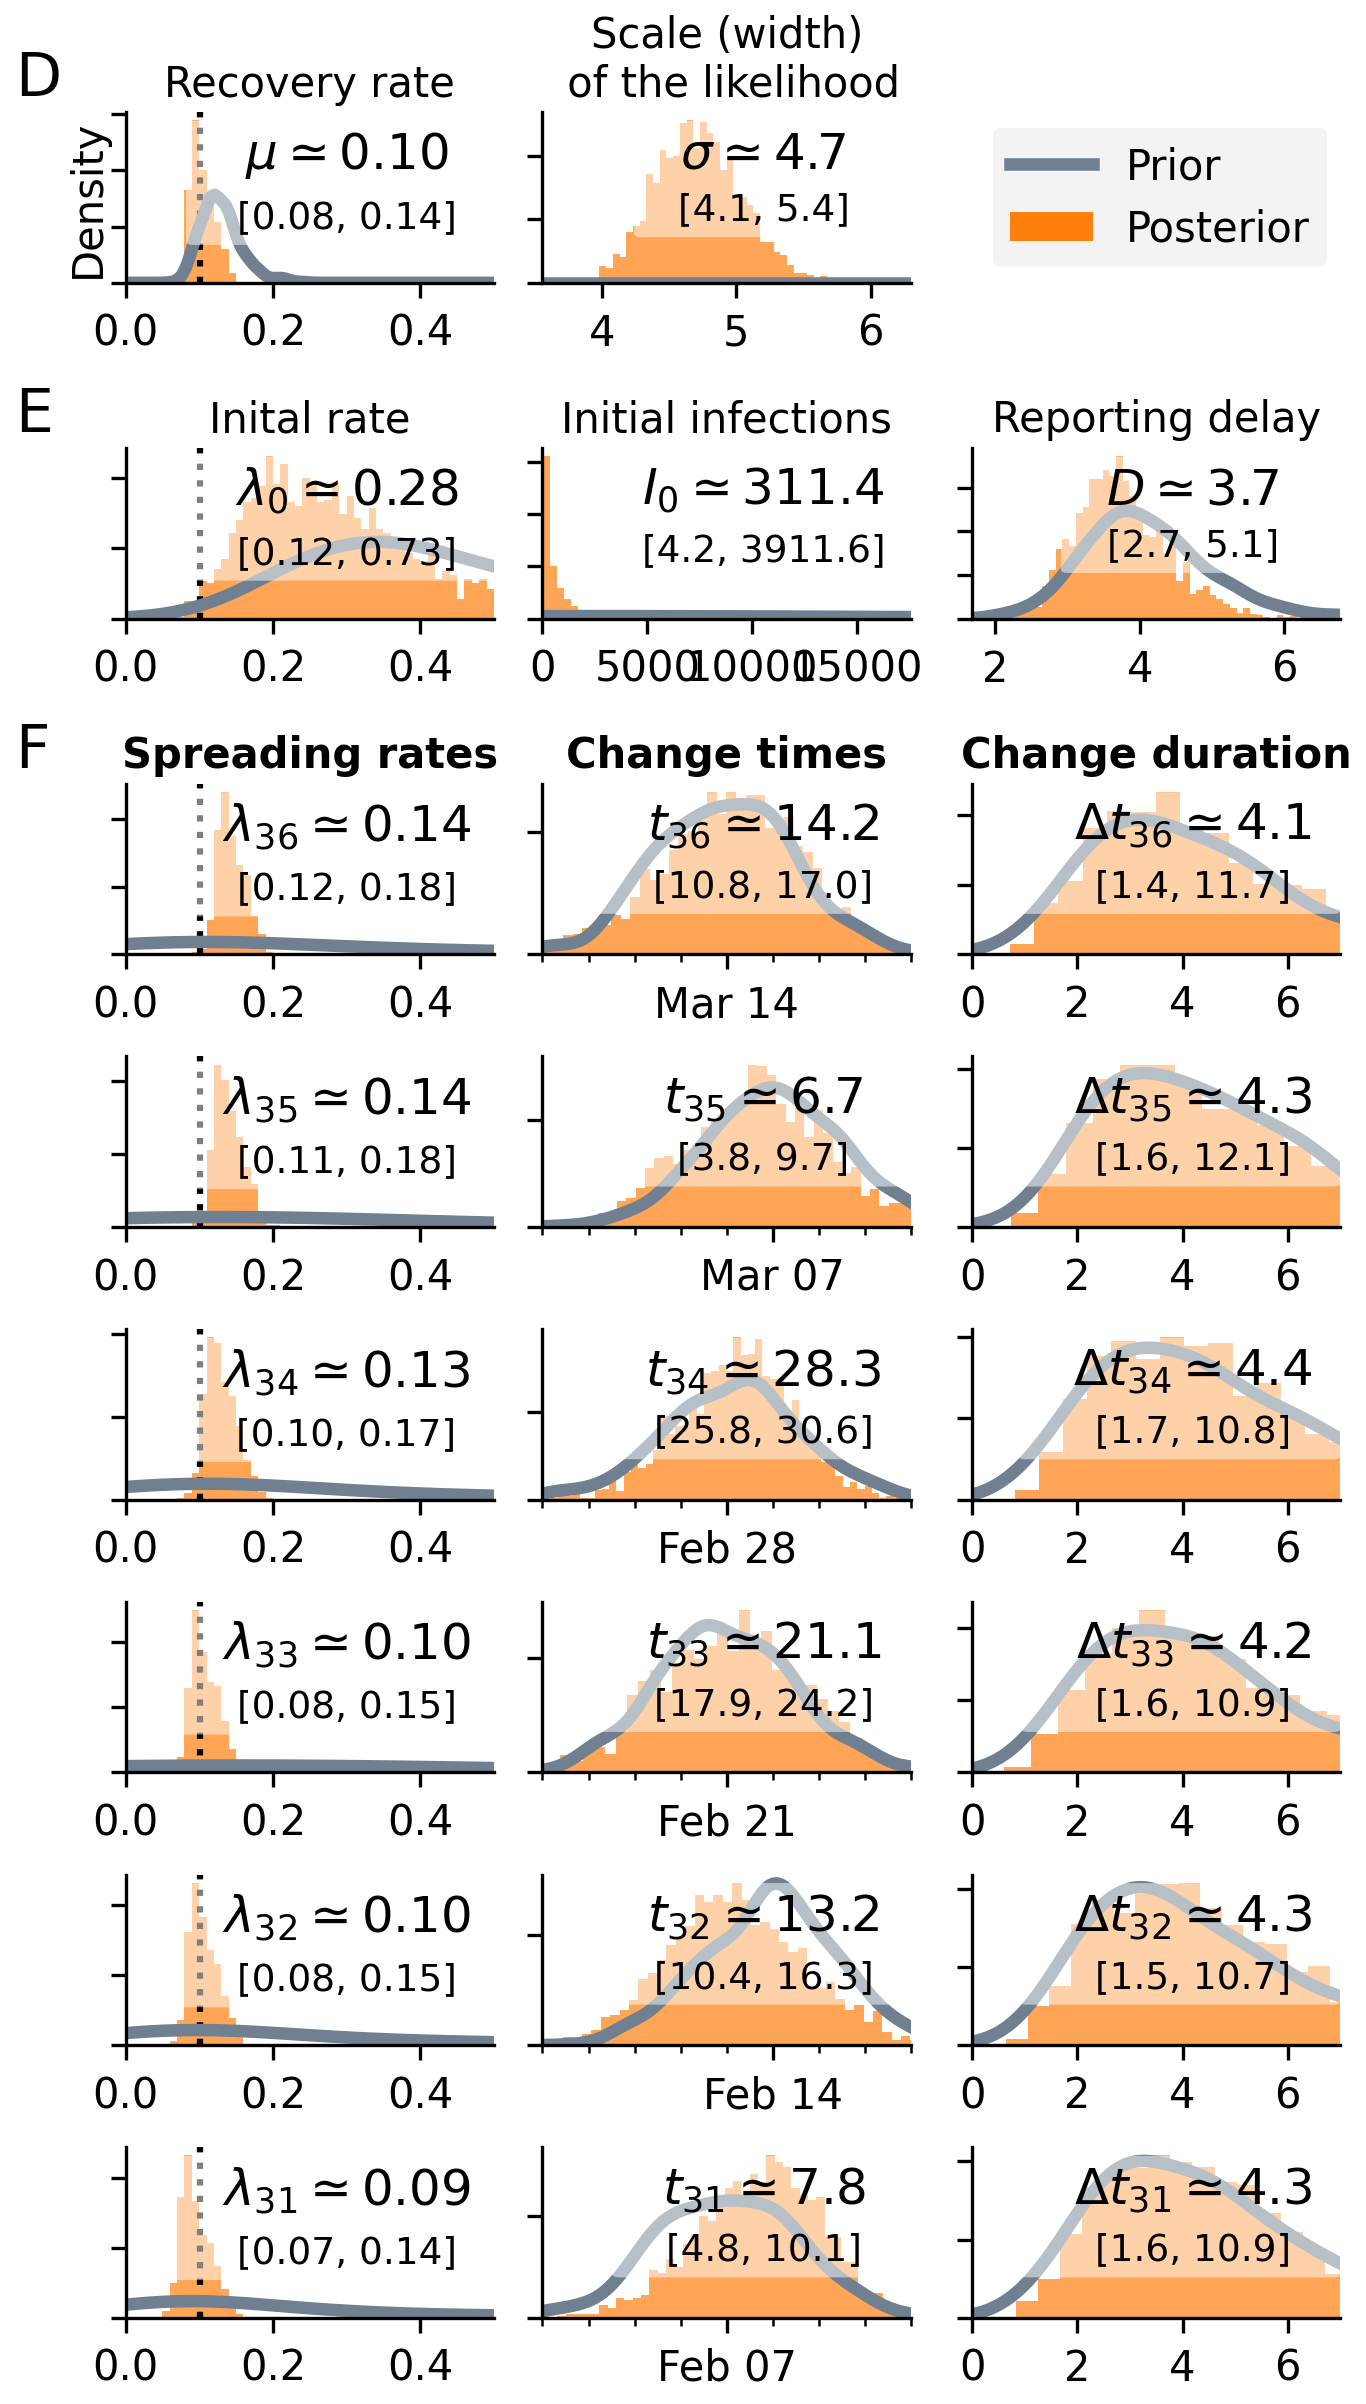 D
Recovery rate
Scale (width)
of the likelihood
Density
μ ≃ 0.10
[0.08, 0.14]
σ ≃ 4.7
[4.1, 5.4]
Prior
Posterior
0.0 0.2 0.4
4 5 6
E
Inital rate
Initial infections
Reporting delay
λ0 ≃ 0.28
[0.12, 0.73]
I0 ≃ 311.4
[4.2, 3911.6]
D ≃ 3.7
[2.7, 5.1]
0.0 0.2 0.4
0 5000 10000 15000
2 4 6
F
Spreading rates
Change times
Change duration
λ36 ≃ 0.14
[0.12, 0.18]
t36 ≃ 14.2
[10.8, 17.0]
Δt36 ≃ 4.1
[1.4, 11.7]
0.0 0.2 0.4
Mar 14
0 2 4 6
λ35 ≃ 0.14
[0.11, 0.18]
t35 ≃ 6.7
[3.8, 9.7]
Δt35 ≃ 4.3
[1.6, 12.1]
0.0 0.2 0.4
Mar 07
0 2 4 6
λ34 ≃ 0.13
[0.10, 0.17]
t34 ≃ 28.3
[25.8, 30.6]
Δt34 ≃ 4.4
[1.7, 10.8]
0.0 0.2 0.4
Feb 28
0 2 4 6
λ33 ≃ 0.10
[0.08, 0.15]
t33 ≃ 21.1
[17.9, 24.2]
Δt33 ≃ 4.2
[1.6, 10.9]
0.0 0.2 0.4
Feb 21
0 2 4 6
λ32 ≃ 0.10
[0.08, 0.15]
t32 ≃ 13.2
[10.4, 16.3]
Δt32 ≃ 4.3
[1.5, 10.7]
0.0 0.2 0.4
Feb 14
0 2 4 6
λ31 ≃ 0.09
[0.07, 0.14]
t31 ≃ 7.8
[4.8, 10.1]
Δt31 ≃ 4.3
[1.6, 10.9]
0.0 0.2 0.4
Feb 07
0 2 4 6